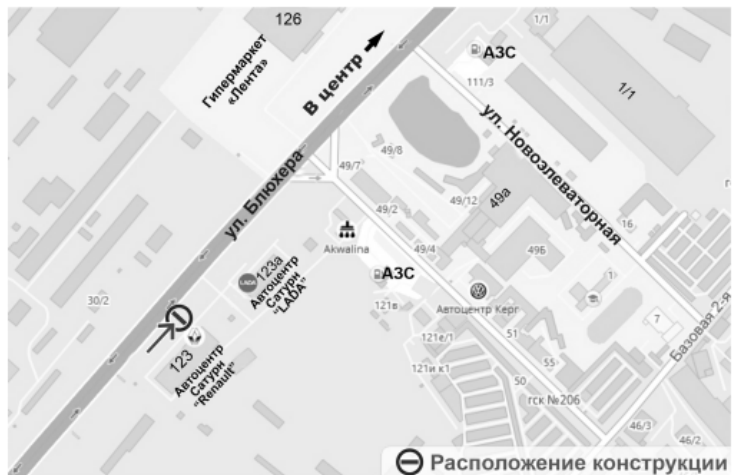 126
1/1
Гипермаркет
«Лента»
В центр
АЗС
111/3
1/1
ул. Новоэлеваторная
ул. Блюхера
49/7
49/8
49/2
49/12
49а
16
49/4
49Б
Akwalina
LADA
123а
Автоцентр
Сатурн
"LADA"
АЗС
121в
Автоцентр Керг
1
7
Базовая 2-я
30/2
123
Автоцентр
Сатурн
"Renault"
121е/1
121и к1
51
55
50
гск №206
46/3
46/2
Расположение конструкции